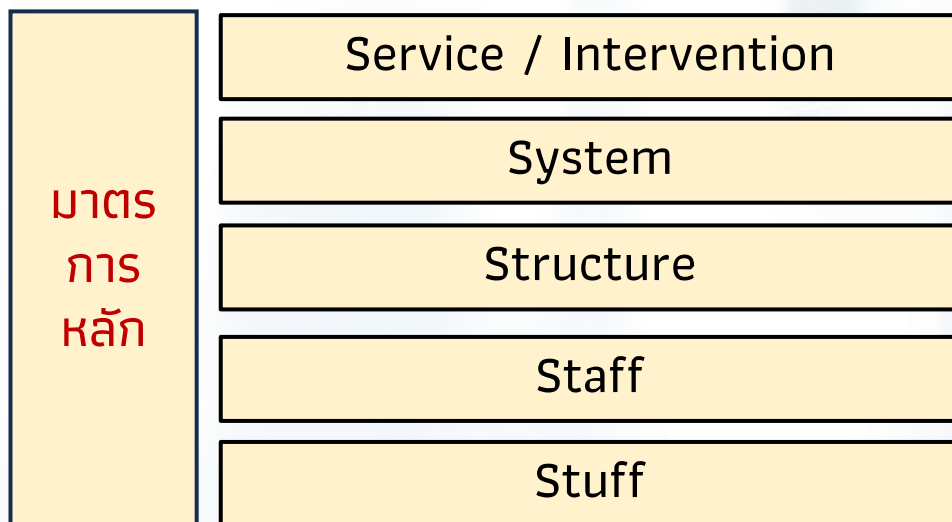 มาตร
การ
หลัก
Service / Intervention
System
Structure
Staff
Stuff